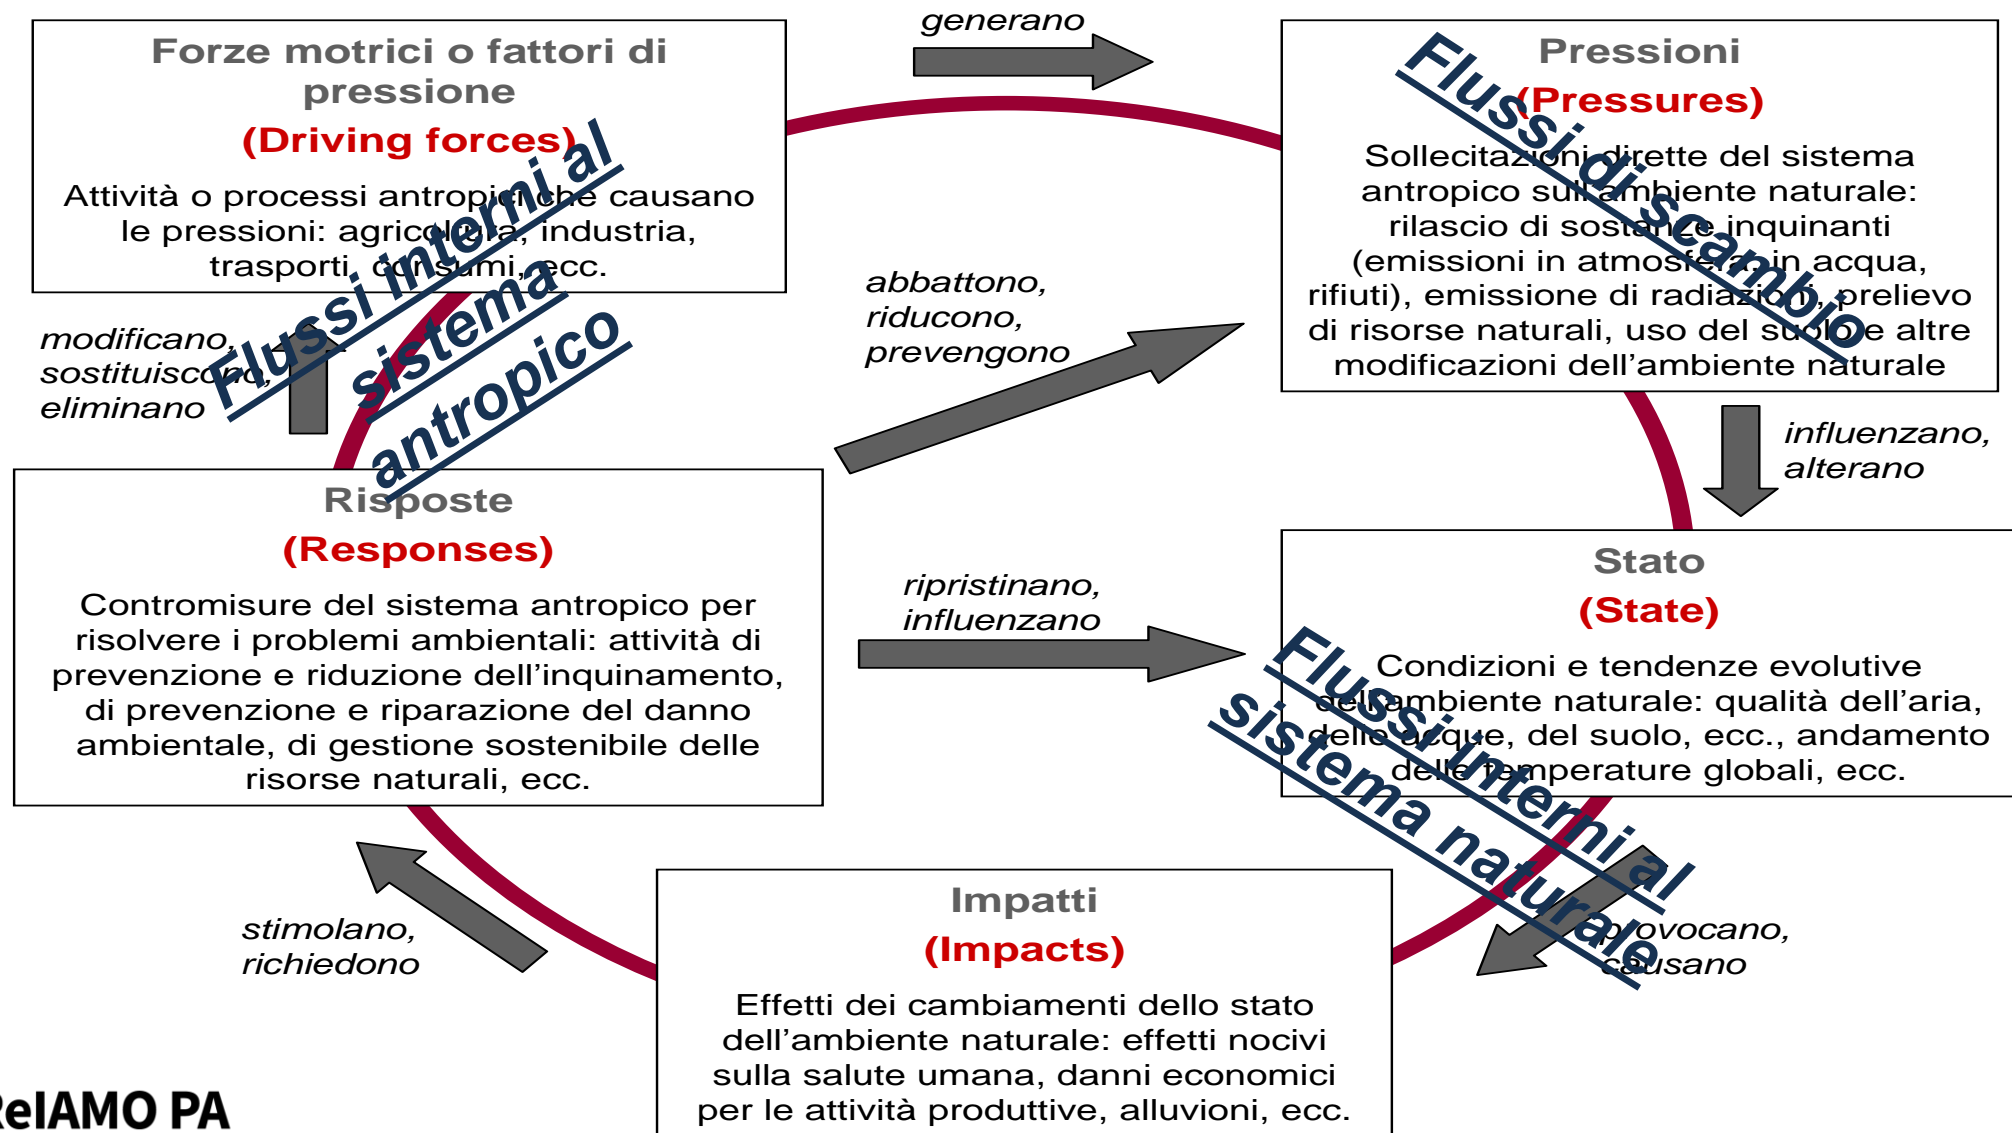 generano
Forze motrici o fattori di
pressione
(Driving forces)
Attività o processi antropici che causano
le pressioni: agricoltura, industria,
trasporti, consumi, ecc.
Flussi interni al
sistema
antropico
Pressioni
(Pressures)
Sollecitazioni dirette del sistema
antropico sull'ambiente naturale:
rilascio di sostanze inquinanti
(emissioni in atmosfera. in acqua,
rifiuti), emissione di radiazioni, prelievo
di risorse naturali, uso del suolo e altre
modificazioni dell’ambiente naturale
Flussi di scambio
modificano,
sostituiscono,
eliminano
abbattono,
riducono,
prevengono
influenzano,
alterano
Risposte
(Responses)
Contromisure del sistema antropico per
risolvere i problemi ambientali: attività di
prevenzione e riduzione dell’inquinamento,
di prevenzione e riparazione del danno
ambientale, di gestione sostenibile delle
risorse naturali, ecc.
ripristinano,
influenzano
Stato
(State)
Condizioni e tendenze evolutive
dell’ambiente naturale: qualità dell’aria,
delle acque, del suolo, ecc., andamento
delle temperature globali, ecc.
Flussi interni al
sistema naturale
stimolano,
richiedono
provocano,
causano
Impatti
(Impacts)
Effetti dei cambiamenti dello stato
dell’ambiente naturale: effetti nocivi
sulla salute umana, danni economici
per le attività produttive, alluvioni, ecc.
ReIAMO PA